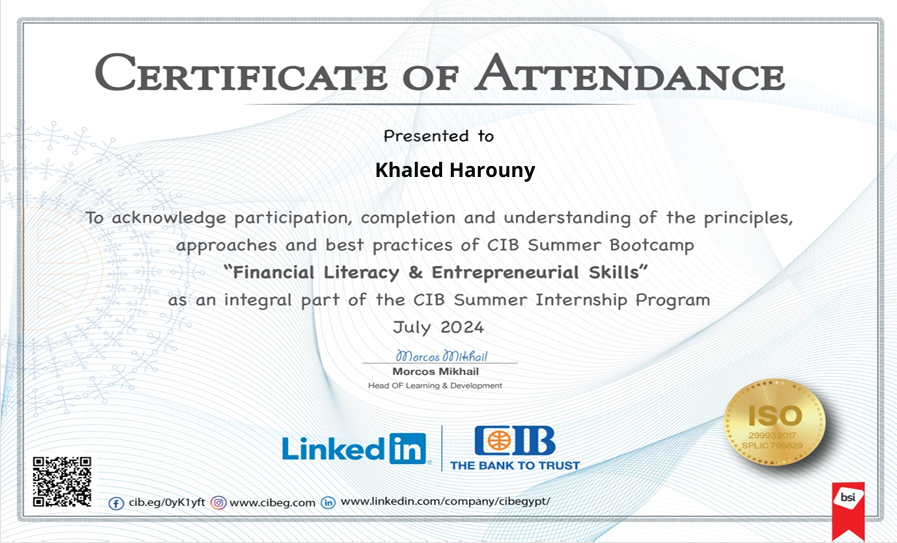 CERTIFICATE OF ATTENDANCE
Presented to
Khaled Harouny
To acknowledge participation, completion and understanding of the principles,
approaches and best practices of CIB Summer Bootcamp
“Financial Literacy & Entrepreneurial Skills”
as an integral part of the CIB Summer Internship Program
July 2024
Morcos Mikhail
Morcos Mikhail
Head OF Learning & Development
ISO
29993:2017
SPLIC 796829
Linked in
CIB
THE BANK TO TRUST
bsi
cib.eg/0yK1yft www.cibeg.com www.linkedin.com/company/cibegypt/